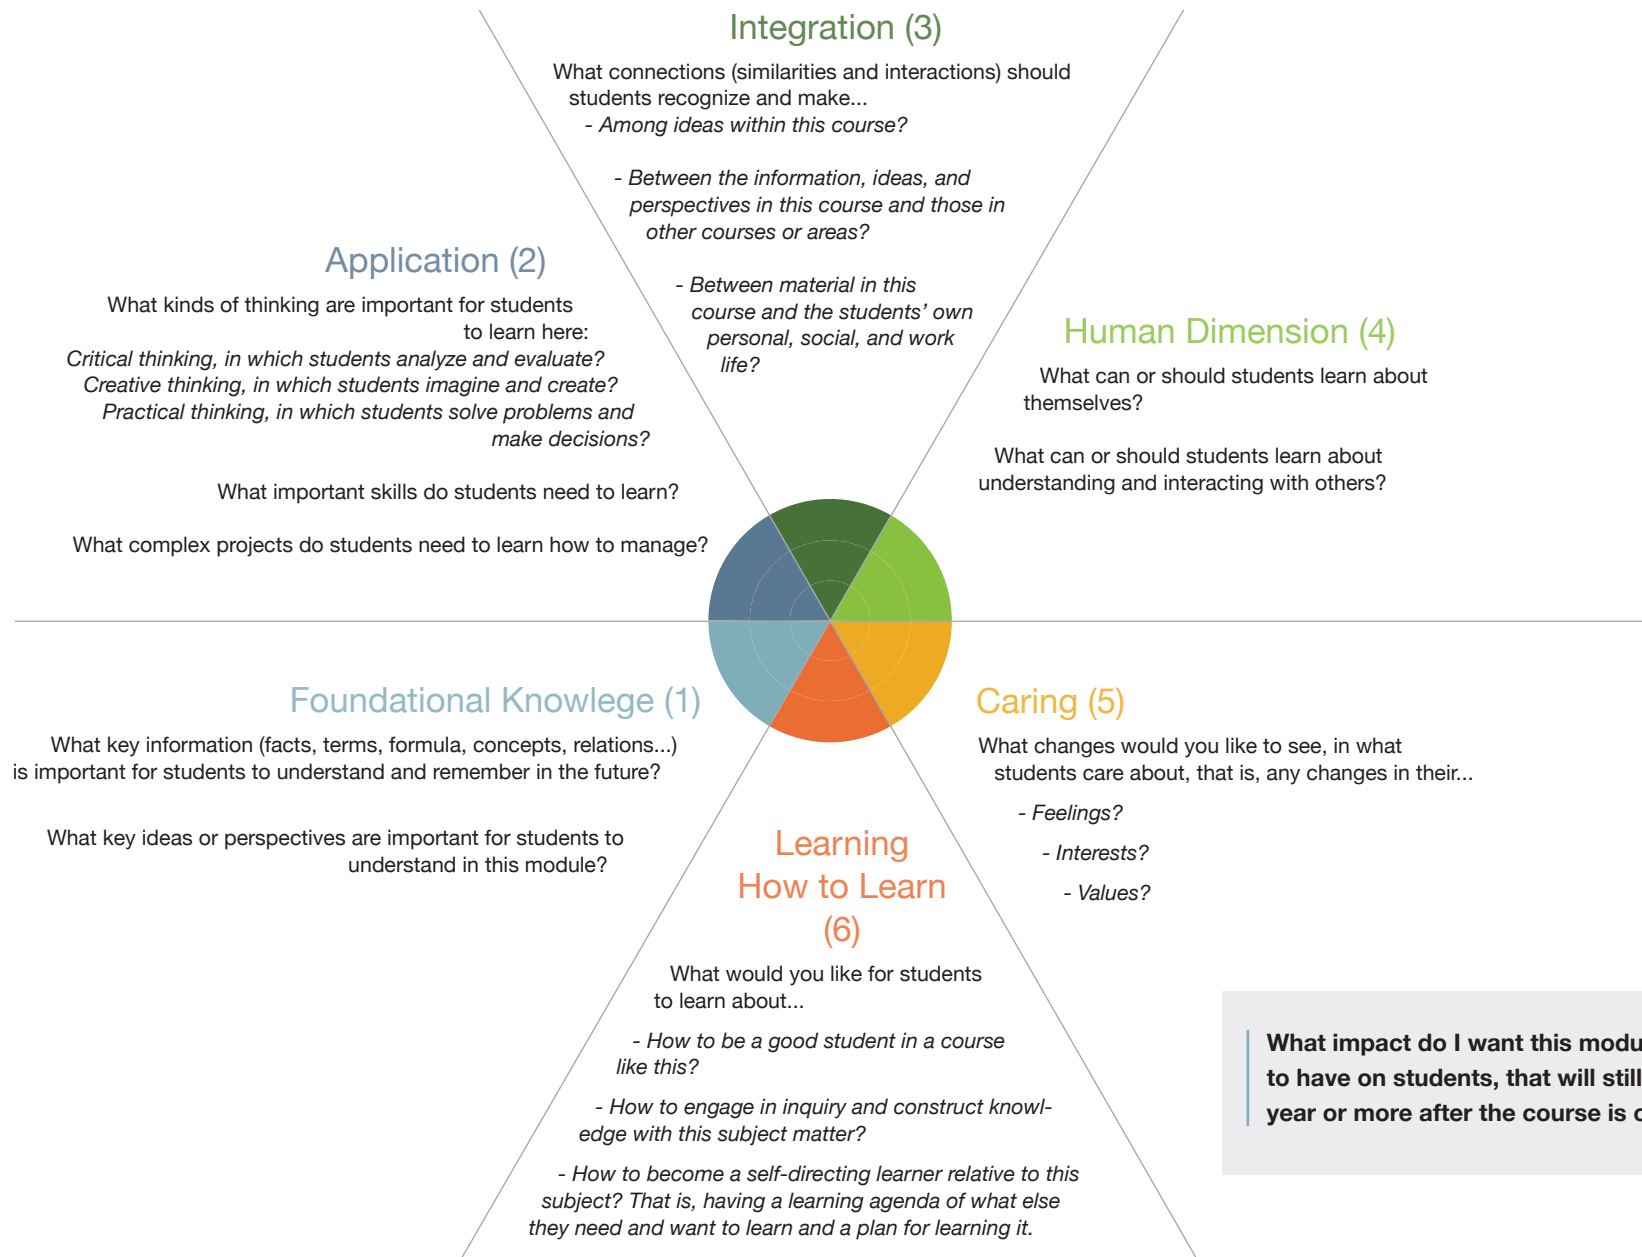 Integration (3)
What connections (similarities and interactions) should
students recognize and make...
- Among ideas within this course?
- Between the information, ideas, and
perspectives in this course and those in
other courses or areas?
- Between material in this
course and the students’ own
personal, social, and work
life?
Application (2)
What kinds of thinking are important for students
to learn here:
Critical thinking, in which students analyze and evaluate?
Creative thinking, in which students imagine and create?
Practical thinking, in which students solve problems and
make decisions?
What important skills do students need to learn?
What complex projects do students need to learn how to manage?
Human Dimension (4)
What can or should students learn about
themselves?
What can or should students learn about
understanding and interacting with others?
Foundational Knowlege (1)
What key information (facts, terms, formula, concepts, relations...)
is important for students to understand and remember in the future?
What key ideas or perspectives are important for students to
understand in this module?
Caring (5)
What changes would you like to see, in what
students care about, that is, any changes in their...
- Feelings?
- Interests?
- Values?
Learning
How to Learn
(6)
What would you like for students
to learn about...
- How to be a good student in a course
like this?
- How to engage in inquiry and construct knowl-
edge with this subject matter?
- How to become a self-directing learner relative to this
subject? That is, having a learning agenda of what else
they need and want to learn and a plan for learning it.
What impact do I want this
to have on students, that will still
year or more after the course is